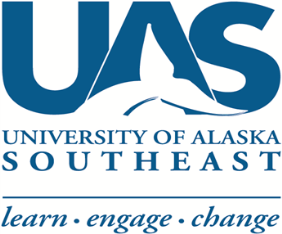 UAS
UNIVERSITY OF ALASKA
SOUTHEAST
learn · engage · change